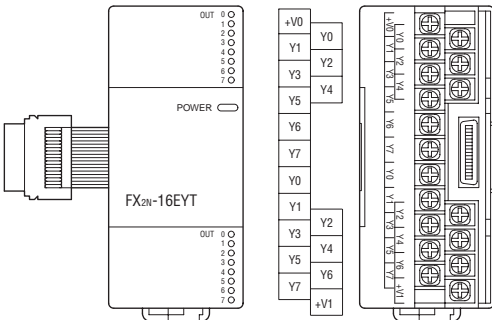 OUT 0
1
2
3
4
5
6
7
POWER
FX2N-16EYT
OUT 0
1
2
3
4
5
6
7
+V0
Y0
Y1
Y2
Y3
Y4
Y5
Y6
Y7
Y0
Y1
Y2
Y3
Y4
Y5
Y6
Y7
+V1
+V0
Y0
Y1
Y2
Y3
Y4
Y5
Y6
Y7
Y0
Y1
Y2
Y3
Y4
Y5
Y6
Y7
+V1